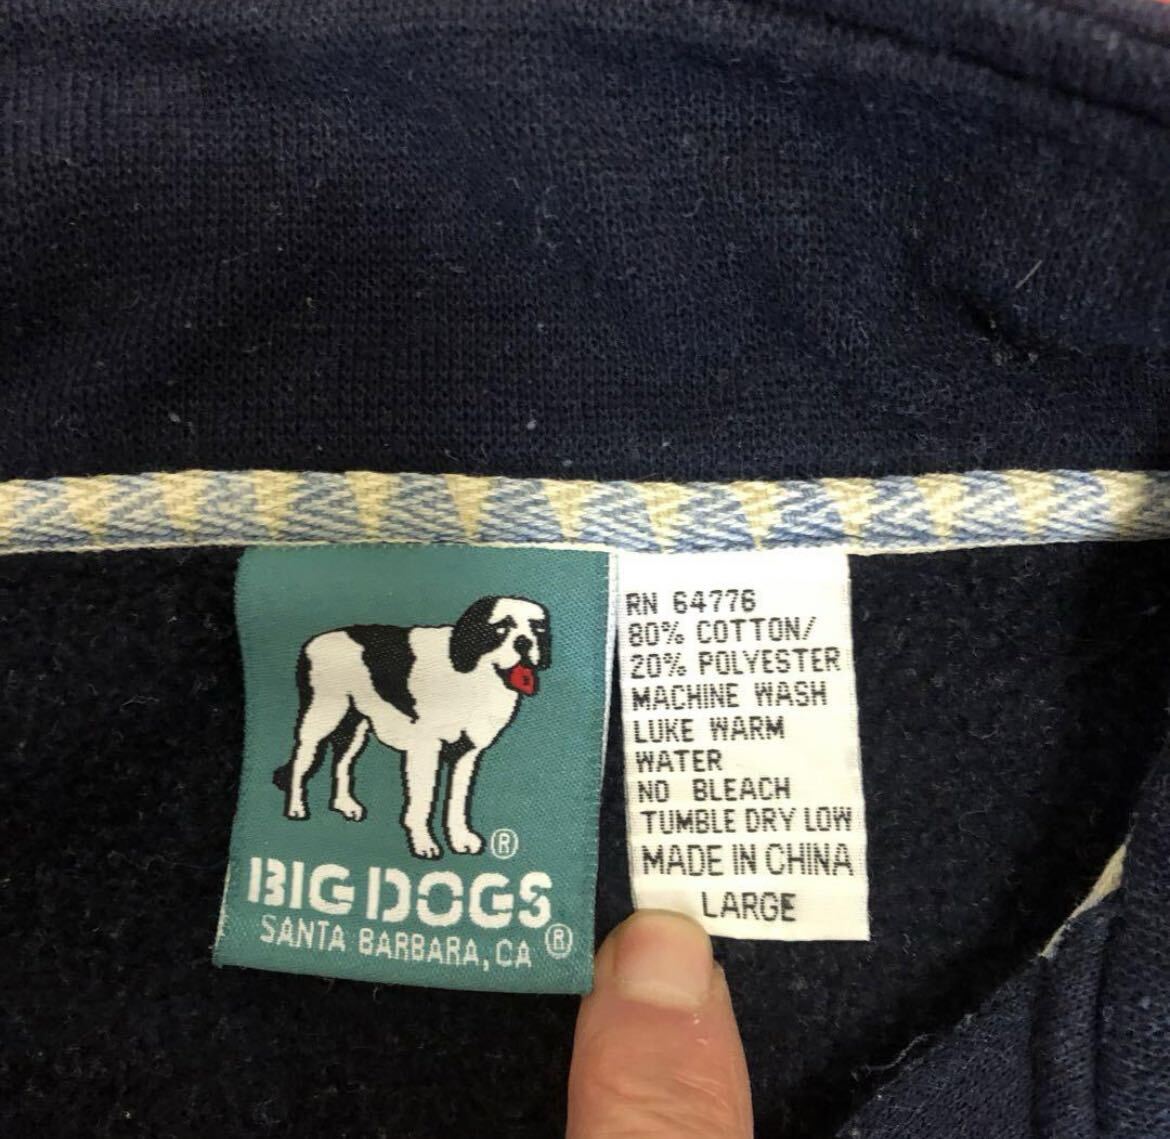 ®
BIG DOGS
SANTA BARBARA, CA ®
RN 64776
80% COTTON/
20% POLYESTER
MACHINE WASH
LUKE WARM
WATER
NO BLEACH
TUMBLE DRY LOW
MADE IN CHINA
LARGE